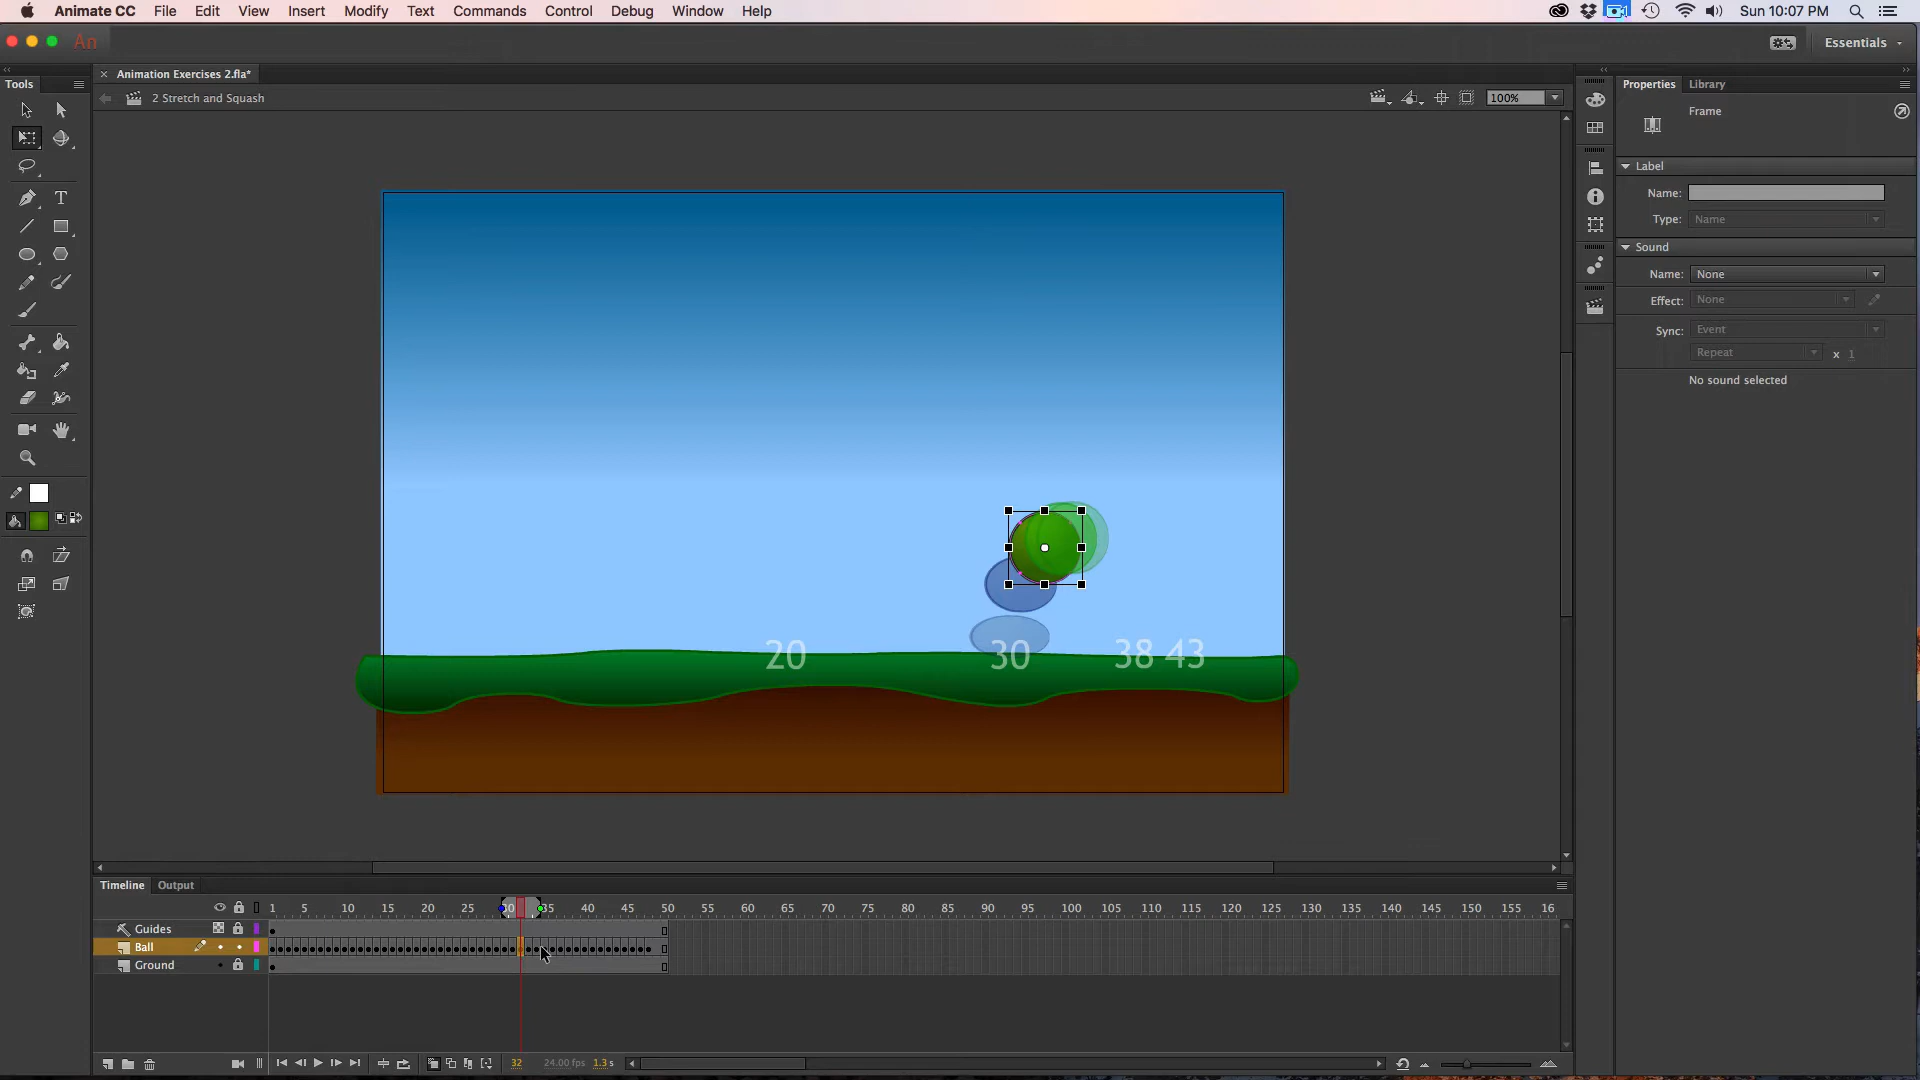 Animate CC File Edit View Insert Modify Text Commands Control Debug Window Help Sun 10:07 PM
An Essentials
Tools Animation Exercises 2.fla* Properties Library
2 Stretch and Squash 100%
Frame
Label
Name:
Type: Name
Sound
Name: None
Effect: None
Sync: Event
Repeat x 1
No sound selected
T
20 30 38 43
Timeline Output
1 5 10 15 20 25 30 35 40 45 50 55 60 65 70 75 80 85 90 95 100 105 110 115 120 125 130 135 140 145 150 155 16
Guides
Ball
Ground
32 24.00 fps 1.3 s